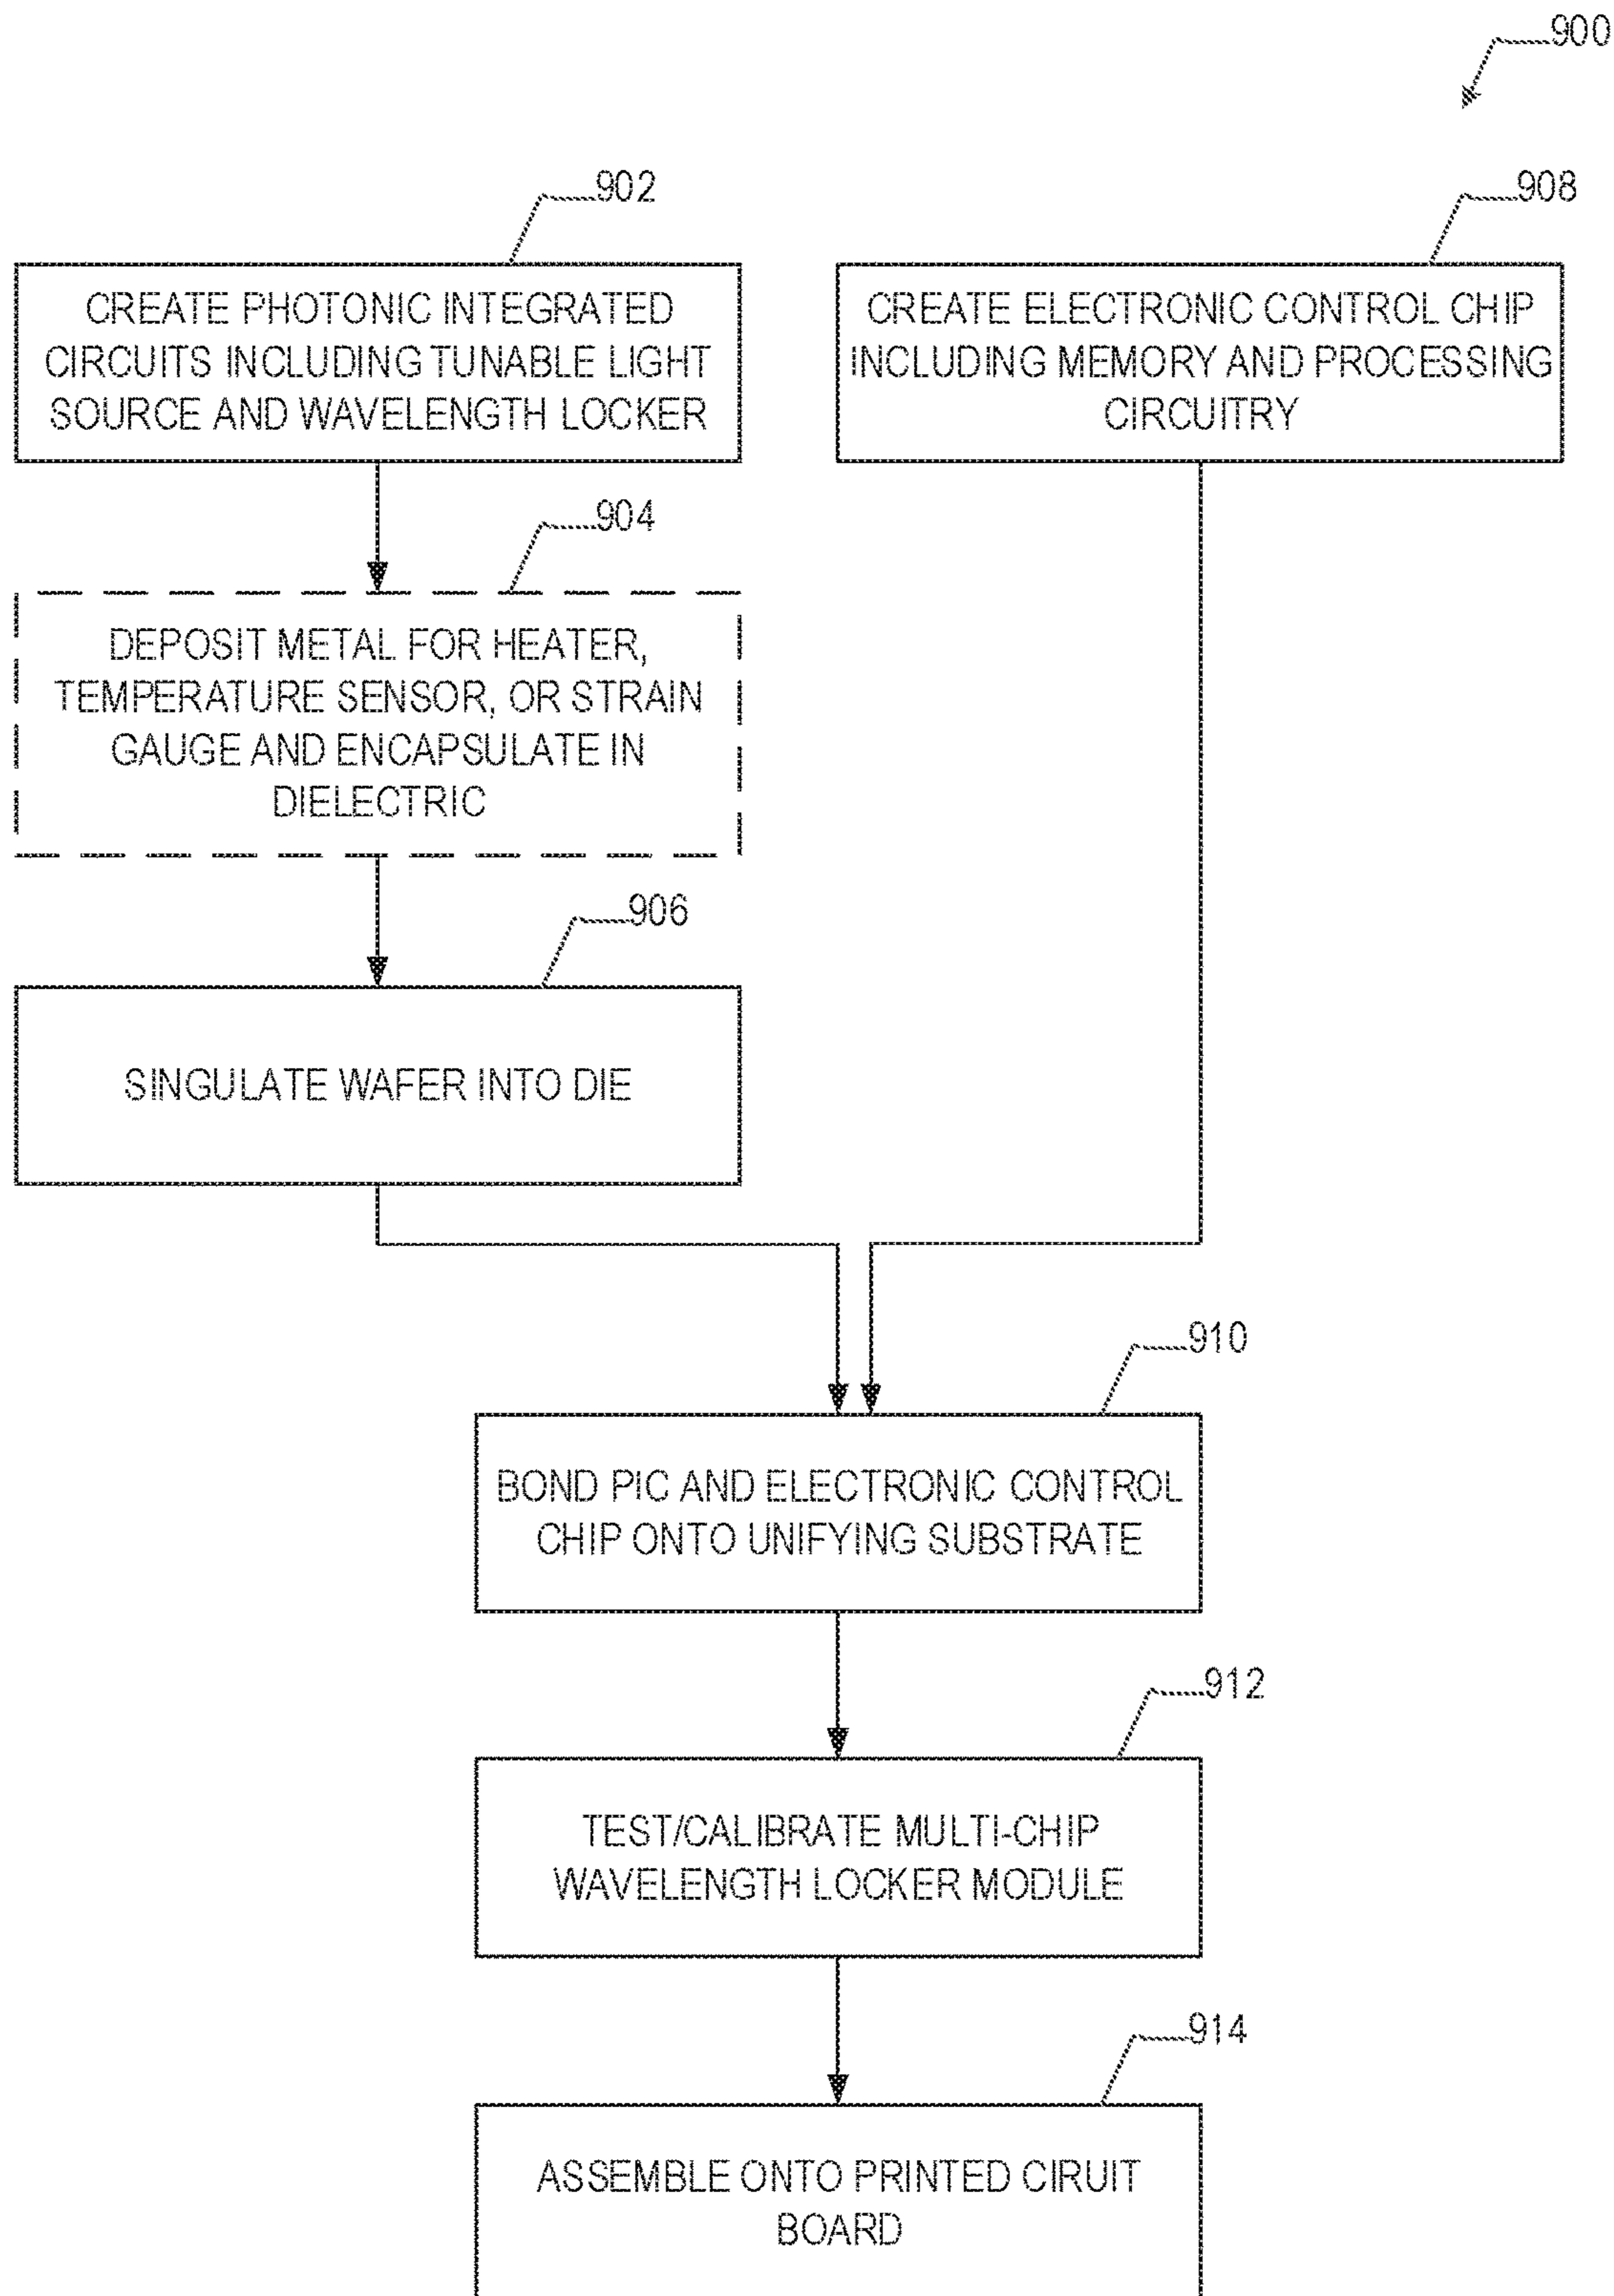 900
902
908
CREATE PHOTONIC INTEGRATED
CIRCUITS INCLUDING TUNABLE LIGHT
SOURCE AND WAVELENGTH LOCKER
CREATE ELECTRONIC CONTROL CHIP
INCLUDING MEMORY AND PROCESSING
CIRCUITRY
904
DEPOSIT METAL FOR HEATER,
TEMPERATURE SENSOR, OR STRAIN
GAUGE AND ENCAPSULATE IN
DIELECTRIC
906
SINGULATE WAFER INTO DIE
910
BOND PIC AND ELECTRONIC CONTROL
CHIP ONTO UNIFYING SUBSTRATE
912
TEST/CALIBRATE MULTI-CHIP
WAVELENGTH LOCKER MODULE
914
ASSEMBLE ONTO PRINTED CIRUIT
BOARD